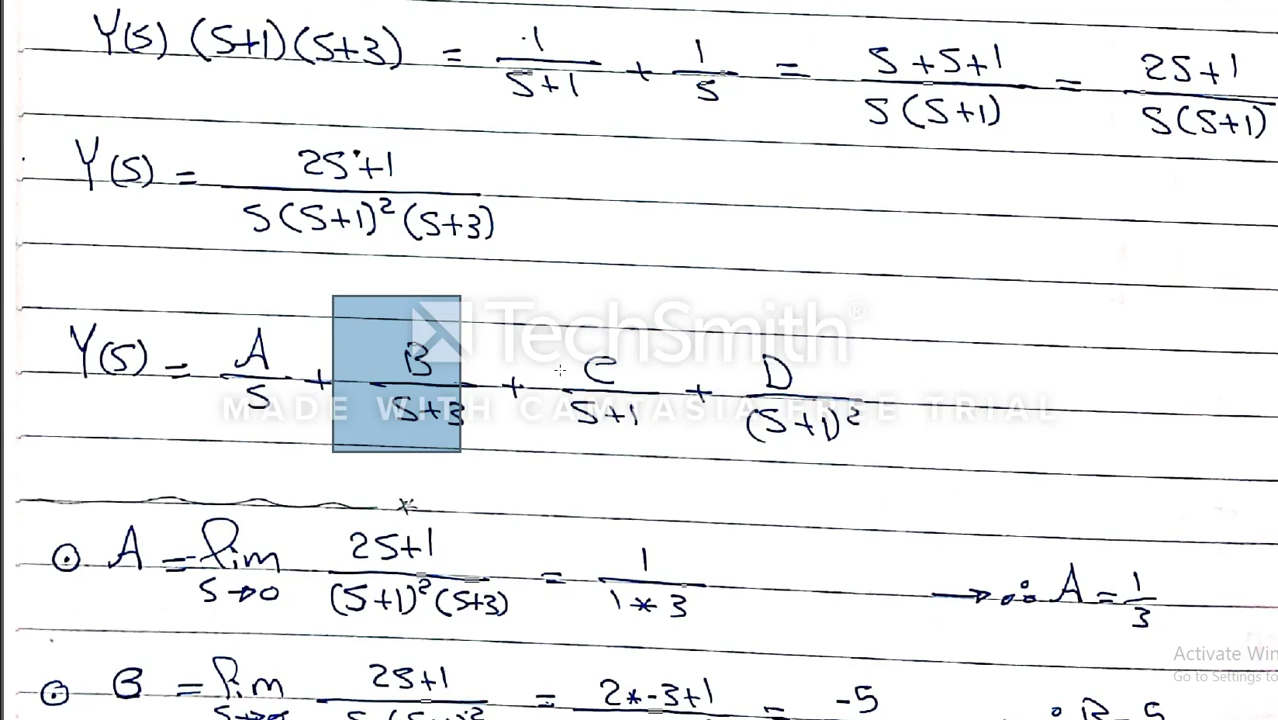 Y(S) (S+1)(S+3) = 1/(S+1) + 1/S = (S+S+1)/(S(S+1)) = (2S+1)/(S(S+1))
Y(S) = (2S+1)/(S(S+1)²(S+3))
TechSmith®
Y(S) = A/S + B/(S+3) + C/(S+1) + D/(S+1)²
MADE WITH CAMTASIA FREE TRIAL
⊙ A = lim S→0 (2S+1)/((S+1)²(S+3)) = 1/(1*3) → ∴ A = 1/3
Activate Win
Go to Settings to
⊙ B = lim 2S+1 = 2*-3+1 = -5